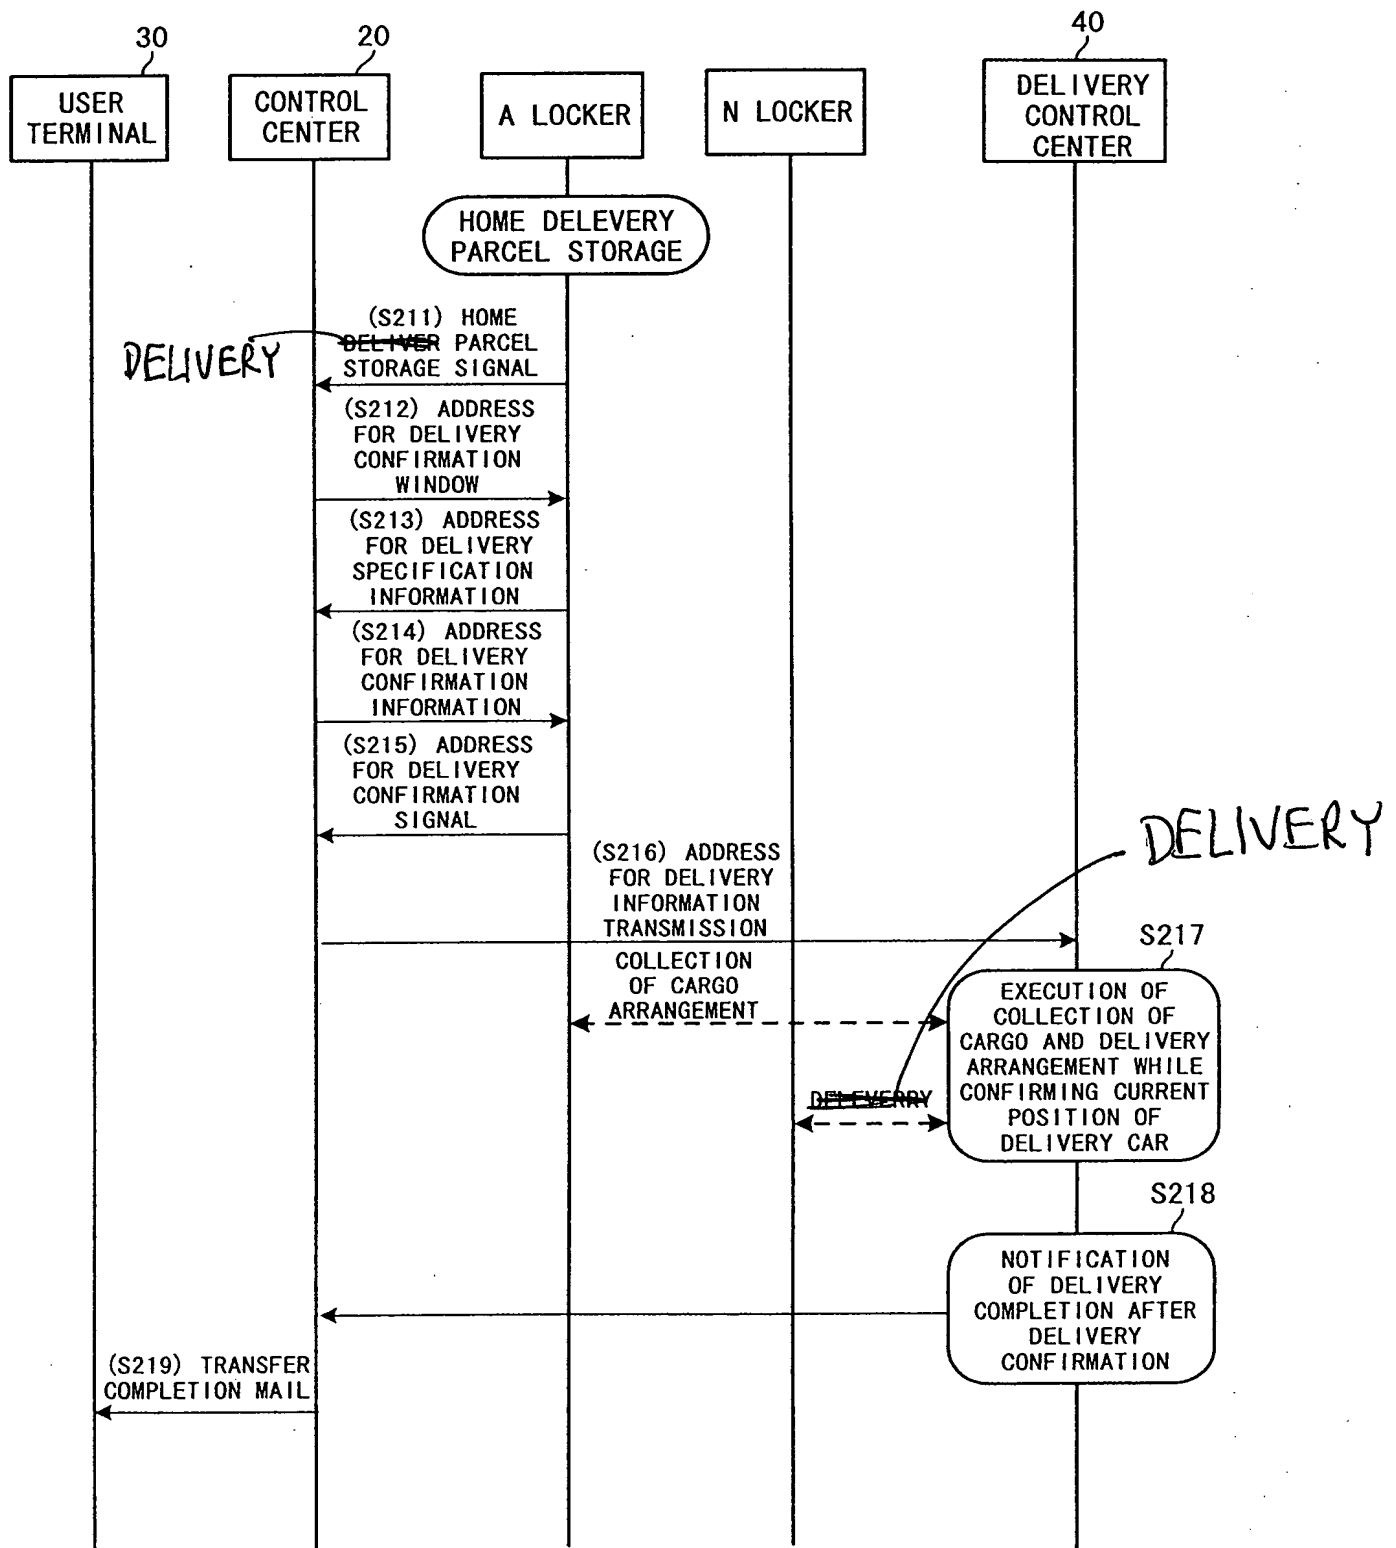 30
20
40
USER
TERMINAL
CONTROL
CENTER
A LOCKER
N LOCKER
DELIVERY
CONTROL
CENTER
HOME DELEVERY
PARCEL STORAGE
(S211) HOME
DELIVER PARCEL
STORAGE SIGNAL
DELIVERY
(S212) ADDRESS
FOR DELIVERY
CONFIRMATION
WINDOW
(S213) ADDRESS
FOR DELIVERY
SPECIFICATION
INFORMATION
(S214) ADDRESS
FOR DELIVERY
CONFIRMATION
INFORMATION
(S215) ADDRESS
FOR DELIVERY
CONFIRMATION
SIGNAL
(S216) ADDRESS
FOR DELIVERY
INFORMATION
TRANSMISSION
DELIVERY
COLLECTION
OF CARGO
ARRANGEMENT
S217
EXECUTION OF
COLLECTION OF
CARGO AND DELIVERY
ARRANGEMENT WHILE
CONFIRMING CURRENT
POSITION OF
DELIVERY CAR
DELEVERRY
S218
NOTIFICATION
OF DELIVERY
COMPLETION AFTER
DELIVERY
CONFIRMATION
(S219) TRANSFER
COMPLETION MAIL